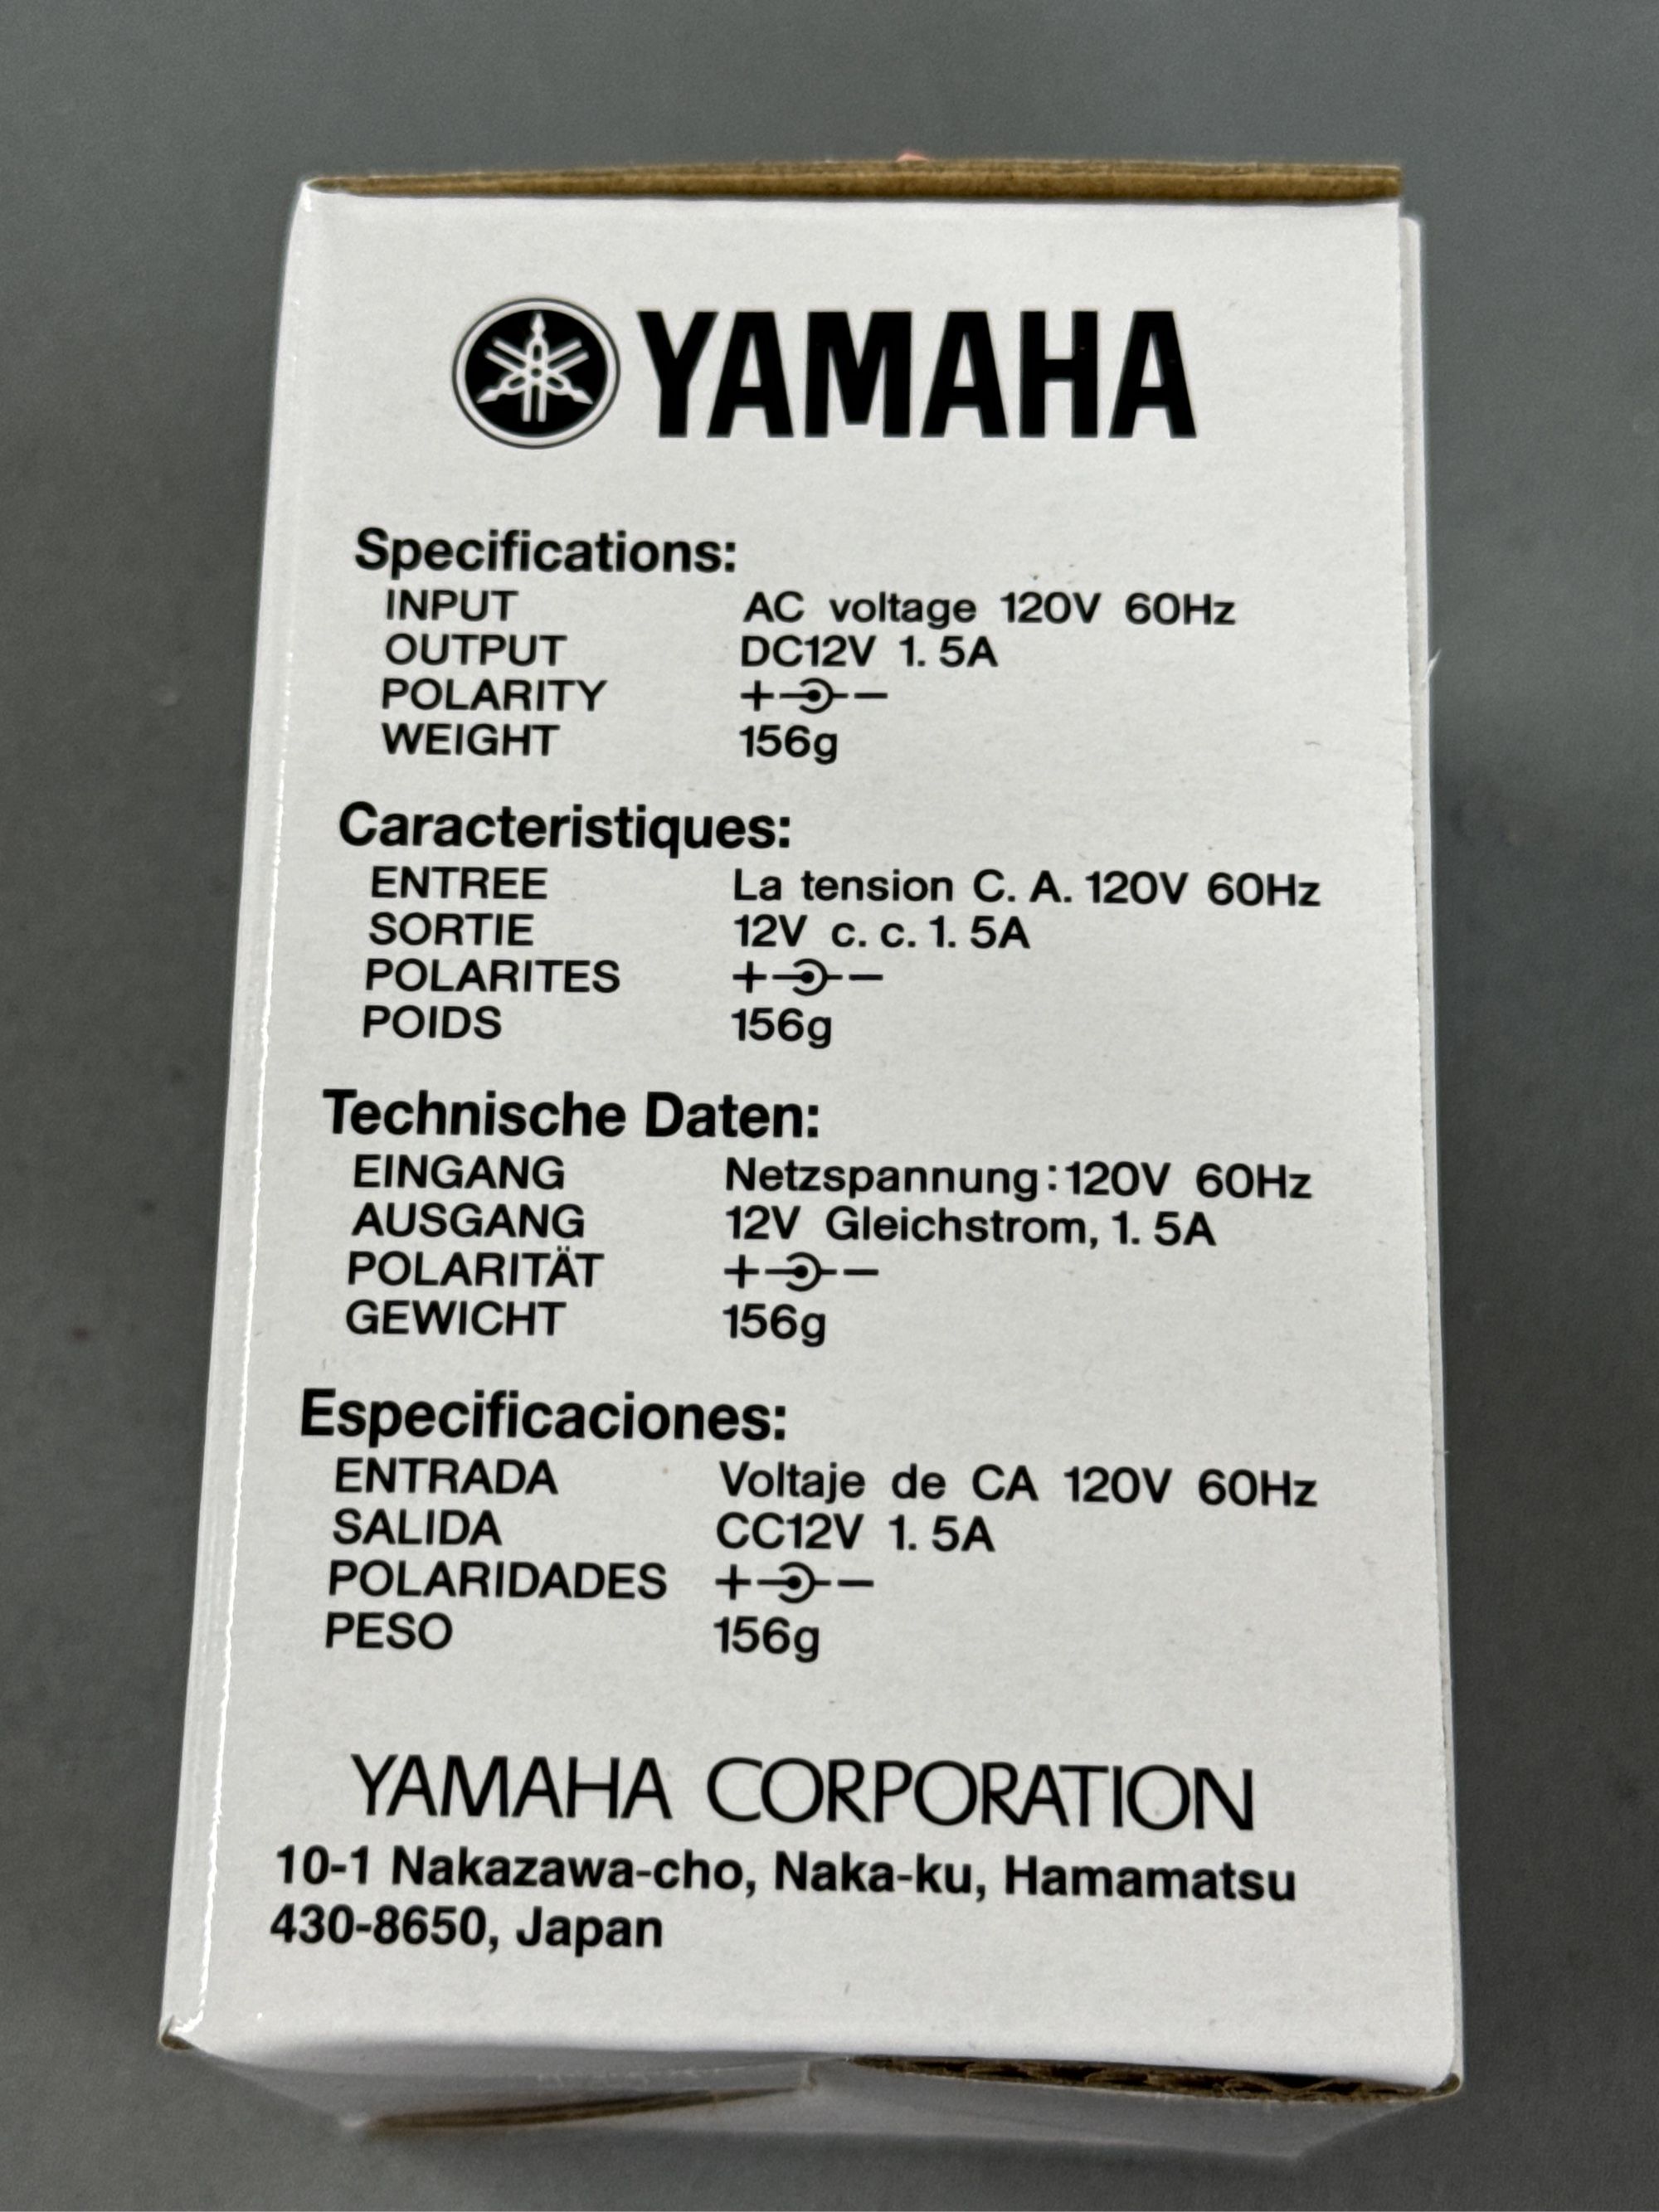 YAMAHA
Specifications:
INPUT AC voltage 120V 60Hz
OUTPUT DC12V 1. 5A
POLARITY + −
WEIGHT 156g
Caracteristiques:
ENTREE La tension C. A. 120V 60Hz
SORTIE 12V c. c. 1. 5A
POLARITES + −
POIDS 156g
Technische Daten:
EINGANG Netzspannung:120V 60Hz
AUSGANG 12V Gleichstrom, 1. 5A
POLARITÄT + −
GEWICHT 156g
Especificaciones:
ENTRADA Voltaje de CA 120V 60Hz
SALIDA CC12V 1. 5A
POLARIDADES + −
PESO 156g
YAMAHA CORPORATION
10-1 Nakazawa-cho, Naka-ku, Hamamatsu
430-8650, Japan